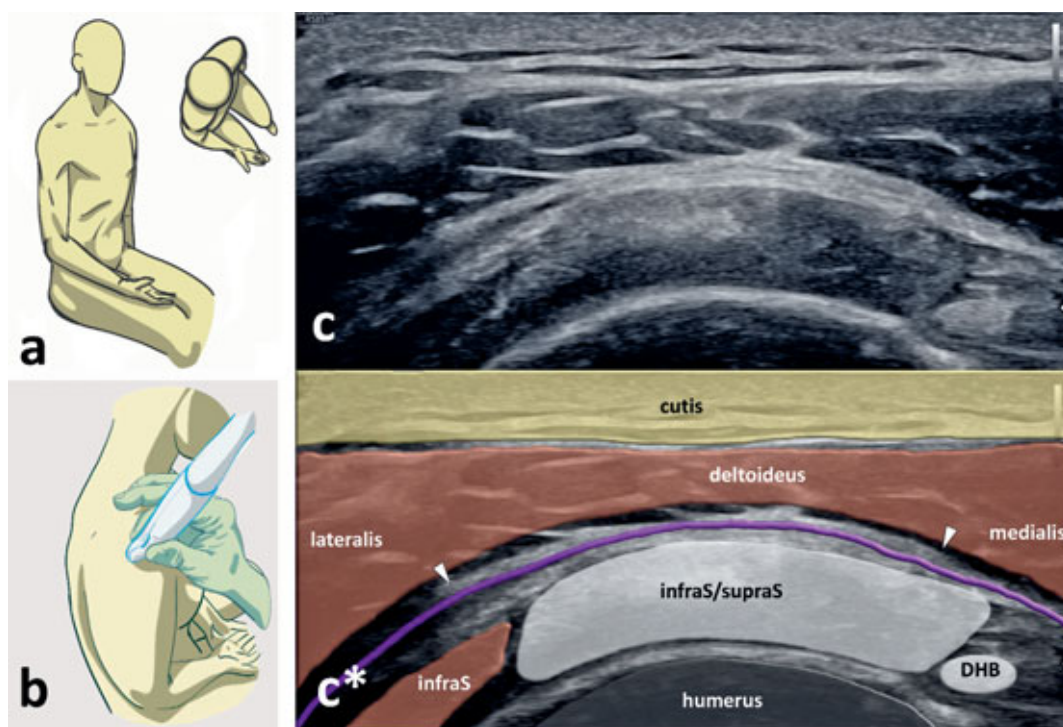 a
b
c
cutis
deltoideus
lateralis
medialis
infraS/supraS
infraS
DHB
humerus
c*